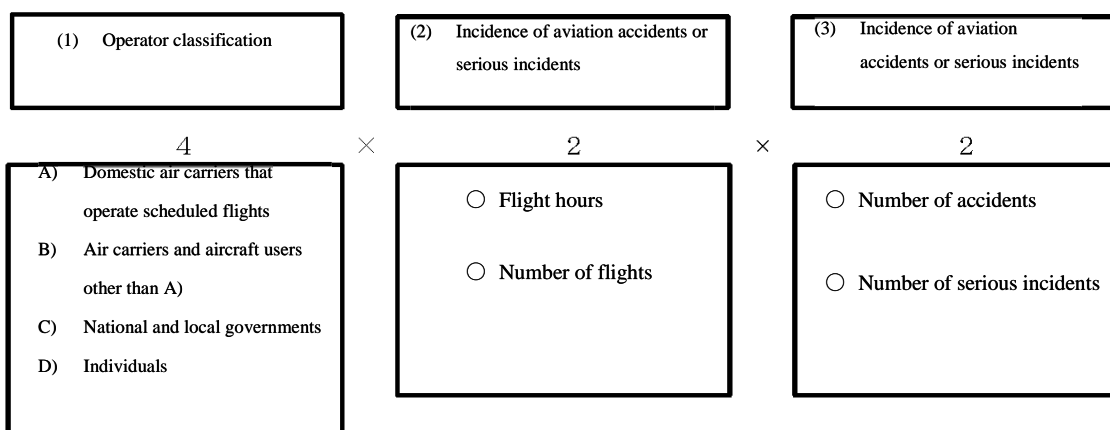 (1) Operator classification
(2) Incidence of aviation accidents or
serious incidents
(3) Incidence of aviation
accidents or serious incidents
4 × 2 × 2
A) Domestic air carriers that
operate scheduled flights
B) Air carriers and aircraft users
other than A)
C) National and local governments
D) Individuals
○ Flight hours
○ Number of flights
○ Number of accidents
○ Number of serious incidents